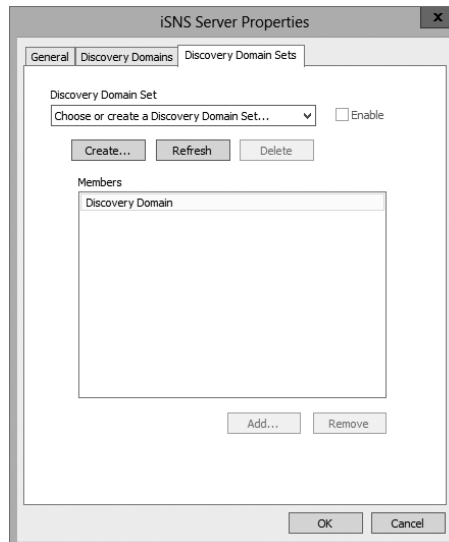 iSNS Server Properties
x
General Discovery Domains Discovery Domain Sets
Discovery Domain Set
Choose or create a Discovery Domain Set...
Enable
Create... Refresh Delete
Members
Discovery Domain
Add... Remove
OK Cancel